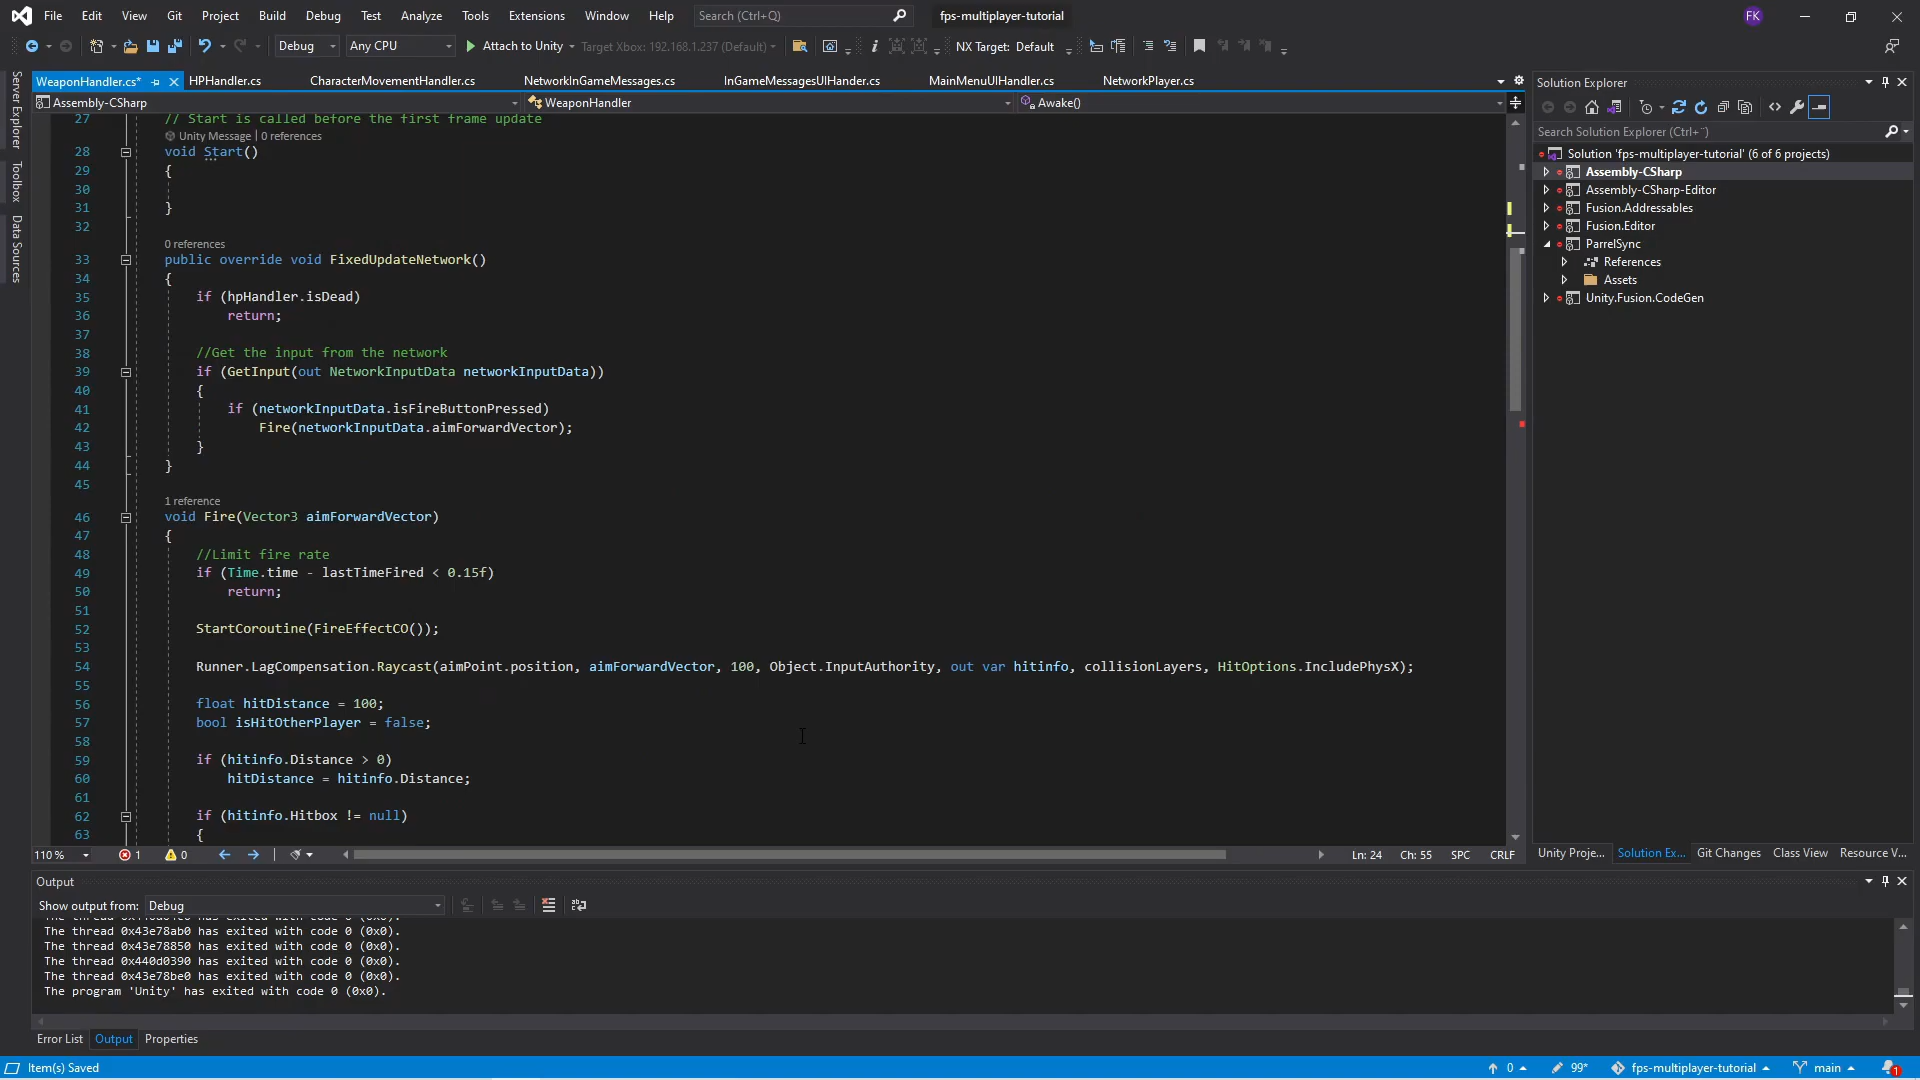 File Edit View Git Project Build Debug Test Analyze Tools Extensions Window Help Search (Ctrl+Q) fps-multiplayer-tutorial FK
Debug Any CPU Attach to Unity Target Xbox: 192.168.1.237 (Default) NX Target: Default
Server Explorer
Toolbox
Data Sources
WeaponHandler.cs* HPHandler.cs CharacterMovementHandler.cs NetworkInGameMessages.cs InGameMessagesUIHander.cs MainMenuUIHandler.cs NetworkPlayer.cs
Assembly-CSharp WeaponHandler Awake()
27 // Start is called before the first frame update
Unity Message | 0 references
28 void Start()
29 {
30
31 }
32
0 references
33 public override void FixedUpdateNetwork()
34 {
35 if (hpHandler.isDead)
36 return;
37
38 //Get the input from the network
39 if (GetInput(out NetworkInputData networkInputData))
40 {
41 if (networkInputData.isFireButtonPressed)
42 Fire(networkInputData.aimForwardVector);
43 }
44 }
45
1 reference
46 void Fire(Vector3 aimForwardVector)
47 {
48 //Limit fire rate
49 if (Time.time - lastTimeFired < 0.15f)
50 return;
51
52 StartCoroutine(FireEffectCO());
53
54 Runner.LagCompensation.Raycast(aimPoint.position, aimForwardVector, 100, Object.InputAuthority, out var hitinfo, collisionLayers, HitOptions.IncludePhysX);
55
56 float hitDistance = 100;
57 bool isHitOtherPlayer = false;
58
59 if (hitinfo.Distance > 0)
60 hitDistance = hitinfo.Distance;
61
62 if (hitinfo.Hitbox != null)
63 {
110 % 1 0 Ln: 24 Ch: 55 SPC CRLF
Solution Explorer
Search Solution Explorer (Ctrl+¨)
Solution 'fps-multiplayer-tutorial' (6 of 6 projects)
Assembly-CSharp
Assembly-CSharp-Editor
Fusion.Addressables
Fusion.Editor
ParrelSync
References
Assets
Unity.Fusion.CodeGen
Unity Proje... Solution Ex... Git Changes Class View Resource V...
Output
Show output from: Debug
has exited with code 0 (0x0).
The thread 0x43e78ab0 has exited with code 0 (0x0).
The thread 0x43e78850 has exited with code 0 (0x0).
The thread 0x440d0390 has exited with code 0 (0x0).
The thread 0x43e78be0 has exited with code 0 (0x0).
The program 'Unity' has exited with code 0 (0x0).
Error List Output Properties
Item(s) Saved 0 99* fps-multiplayer-tutorial main 1